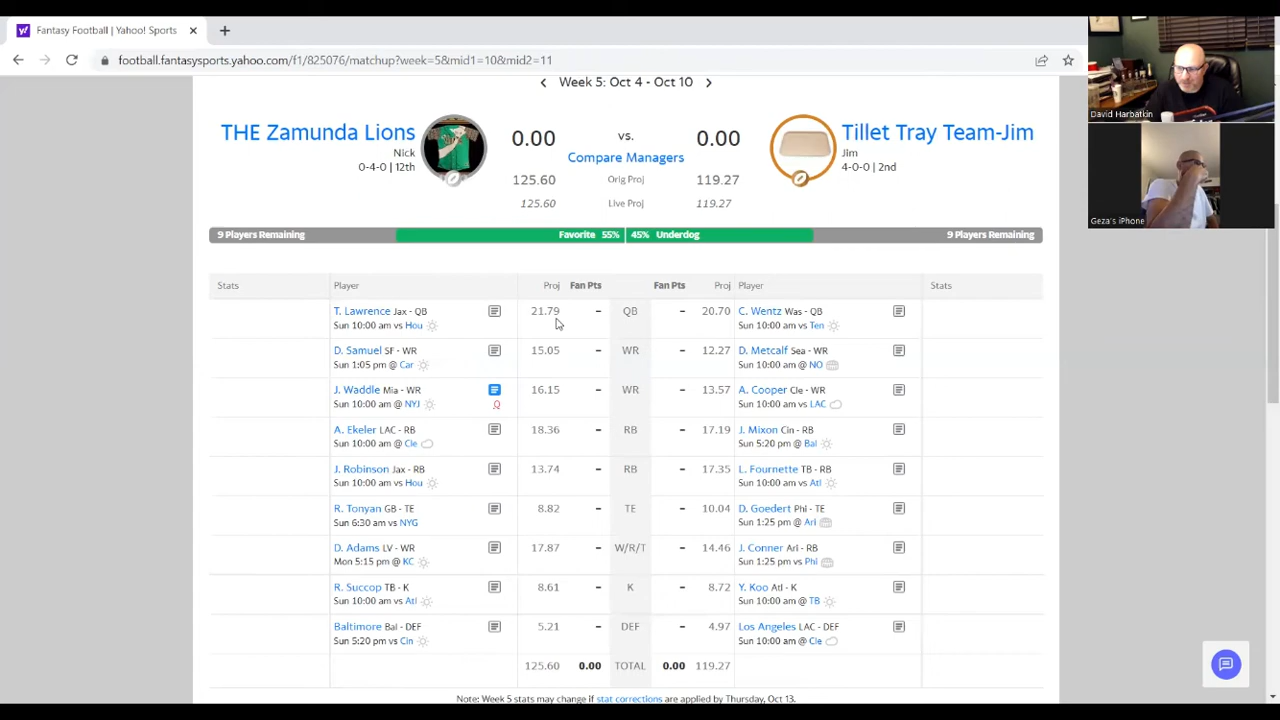 Fantasy Football | Yahoo! Sports
football.fantasysports.yahoo.com/f1/825076/matchup?week=5&mid1=10&mid2=11
David Harbatkin
Geza's iPhone
Week 5: Oct 4 - Oct 10
THE Zamunda Lions 0.00 vs. 0.00 Tillet Tray Team-Jim
Nick Compare Managers Jim
0-4-0 | 12th 4-0-0 | 2nd
125.60 Orig Proj 119.27
125.60 Live Proj 119.27
9 Players Remaining Favorite 55% 45% Underdog 9 Players Remaining
Stats Player Proj Fan Pts Fan Pts Proj Player Stats
T. Lawrence Jax - QB 21.79 – QB – 20.70 C. Wentz Was - QB
Sun 10:00 am vs Hou Sun 10:00 am vs Ten
D. Samuel SF - WR 15.05 – WR – 12.27 D. Metcalf Sea - WR
Sun 1:05 pm @ Car Sun 10:00 am @ NO
J. Waddle Mia - WR 16.15 – WR – 13.57 A. Cooper Cle - WR
Sun 10:00 am @ NYJ Q Sun 10:00 am vs LAC
A. Ekeler LAC - RB 18.36 – RB – 17.19 J. Mixon Cin - RB
Sun 10:00 am @ Cle Sun 5:20 pm @ Bal
J. Robinson Jax - RB 13.74 – RB – 17.35 L. Fournette TB - RB
Sun 10:00 am vs Hou Sun 10:00 am vs Atl
R. Tonyan GB - TE 8.82 – TE – 10.04 D. Goedert Phi - TE
Sun 6:30 am vs NYG Sun 1:25 pm @ Ari
D. Adams LV - WR 17.87 – W/R/T – 14.46 J. Conner Ari - RB
Mon 5:15 pm @ KC Sun 1:25 pm vs Phi
R. Succop TB - K 8.61 – K – 8.72 Y. Koo Atl - K
Sun 10:00 am vs Atl Sun 10:00 am @ TB
Baltimore Bal - DEF 5.21 – DEF – 4.97 Los Angeles LAC - DEF
Sun 5:20 pm vs Cin Sun 10:00 am @ Cle
125.60 0.00 TOTAL 0.00 119.27
Note: Week 5 stats may change if stat corrections are applied by Thursday, Oct 13.